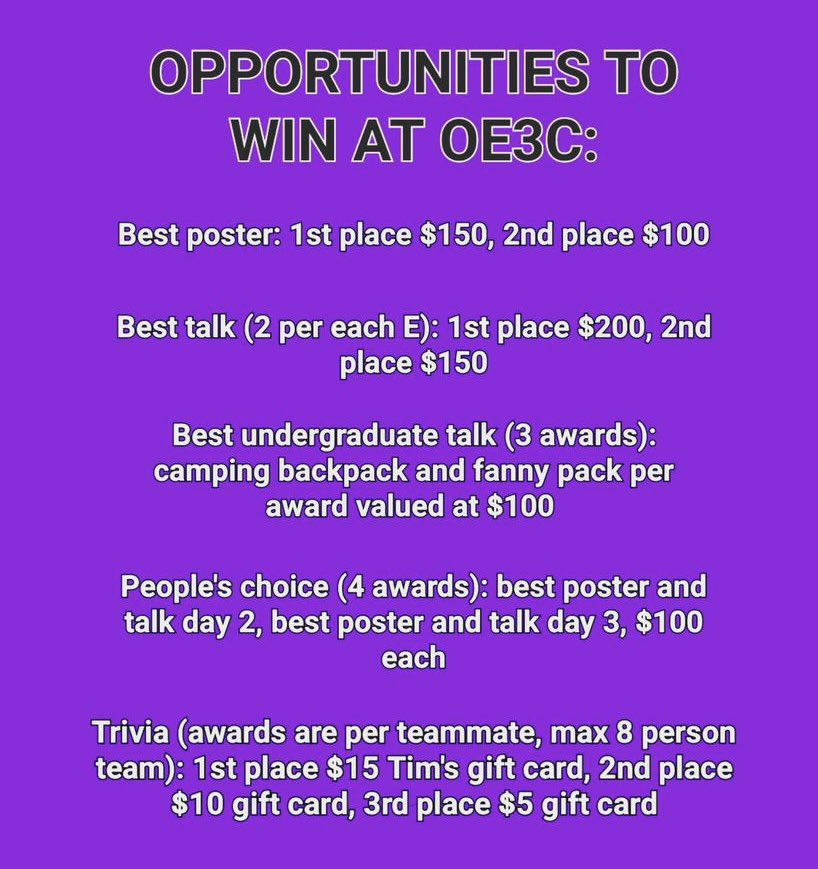 OPPORTUNITIES TO
WIN AT OE3C:
Best poster: 1st place $150, 2nd place $100
Best talk (2 per each E): 1st place $200, 2nd
place $150
Best undergraduate talk (3 awards):
camping backpack and fanny pack per
award valued at $100
People's choice (4 awards): best poster and
talk day 2, best poster and talk day 3, $100
each
Trivia (awards are per teammate, max 8 person
team): 1st place $15 Tim's gift card, 2nd place
$10 gift card, 3rd place $5 gift card